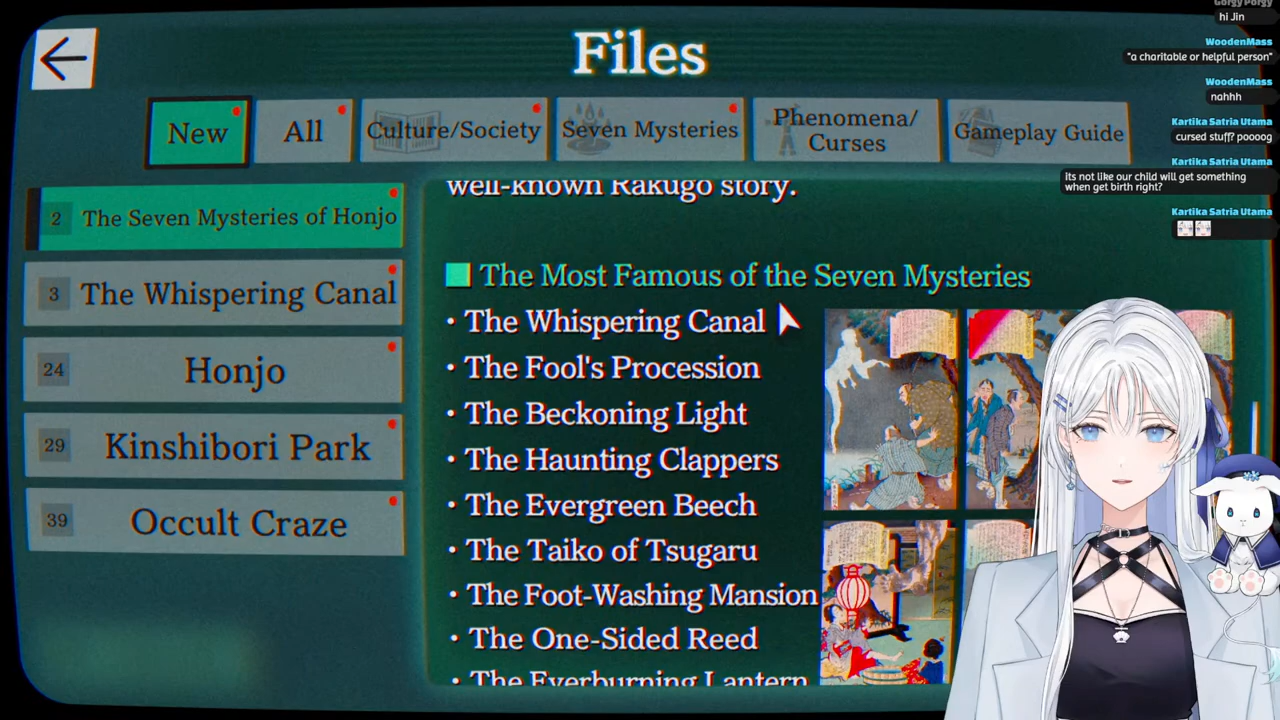 Files
New
All
Culture/Society
Seven Mysteries
Phenomena/
Curses
Gameplay Guide
2 The Seven Mysteries of Honjo
3 The Whispering Canal
24 Honjo
29 Kinshibori Park
39 Occult Craze
well-known Rakugo story.
The Most Famous of the Seven Mysteries
・The Whispering Canal
・The Fool's Procession
・The Beckoning Light
・The Haunting Clappers
・The Evergreen Beech
・The Taiko of Tsugaru
・The Foot-Washing Mansion
・The One-Sided Reed
・The Everburning Lantern
Gorgy Porgy
hi Jin
WoodenMass
"a charitable or helpful person"
WoodenMass
nahhh
Kartika Satria Utama
cursed stuff? poooog
Kartika Satria Utama
Its not like our child will get something
when get birth right?
Kartika Satria Utama